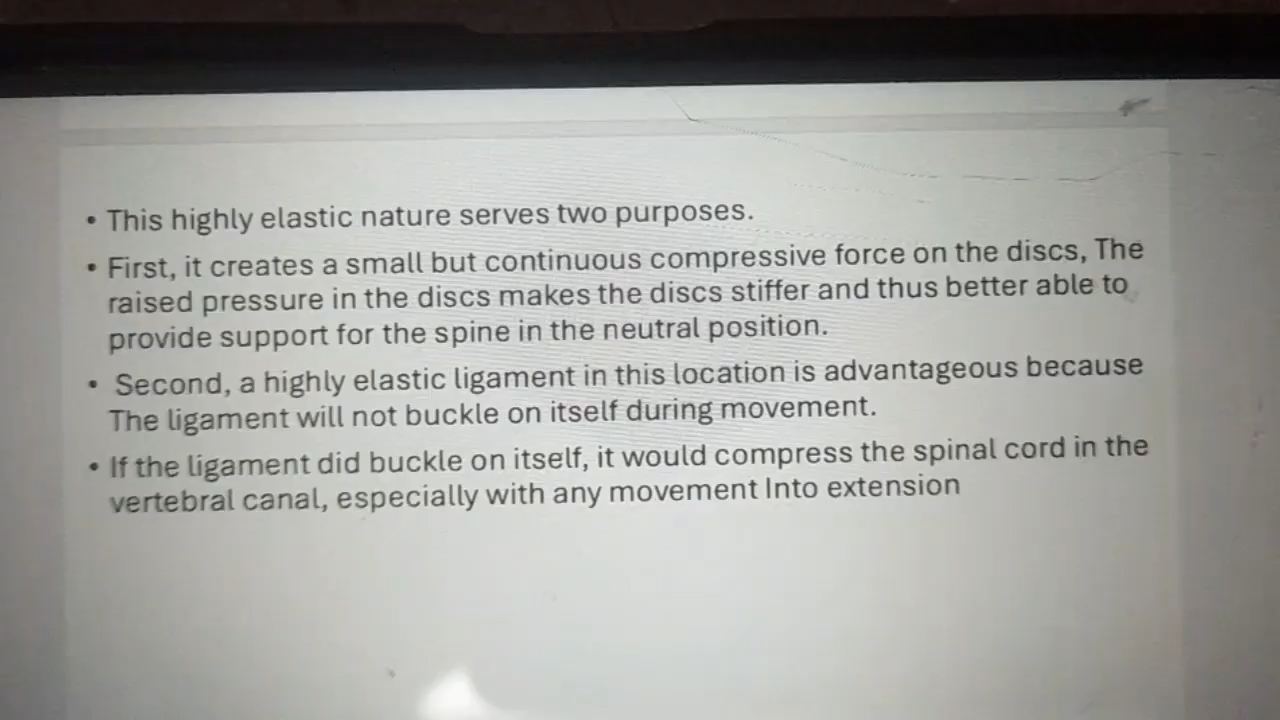 • This highly elastic nature serves two purposes.
• First, it creates a small but continuous compressive force on the discs, The
raised pressure in the discs makes the discs stiffer and thus better able to
provide support for the spine in the neutral position.
• Second, a highly elastic ligament in this location is advantageous because
The ligament will not buckle on itself during movement.
• If the ligament did buckle on itself, it would compress the spinal cord in the
vertebral canal, especially with any movement Into extension